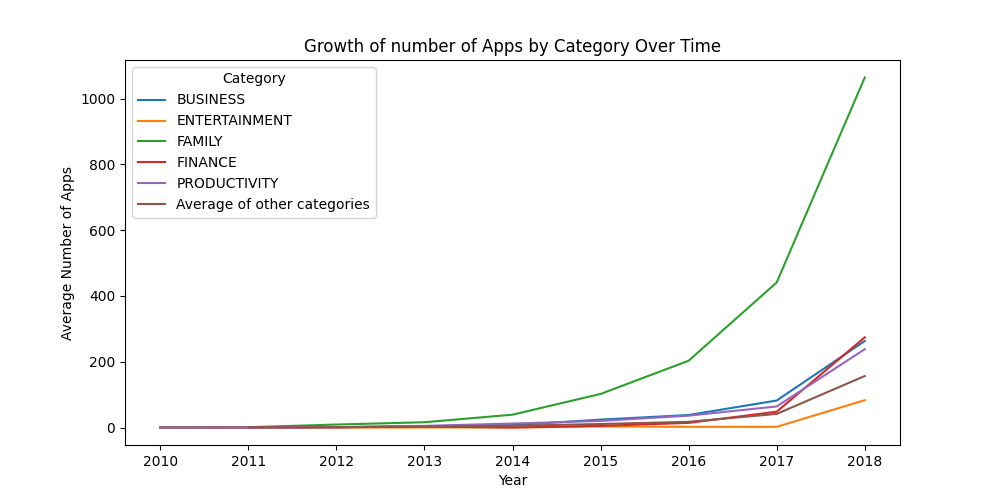 Growth of number of Apps by Category Over Time
Category
BUSINESS
ENTERTAINMENT
FAMILY
FINANCE
PRODUCTIVITY
Average of other categories
Average Number of Apps
1000
800
600
400
200
0
2010 2011 2012 2013 2014 2015 2016 2017 2018
Year